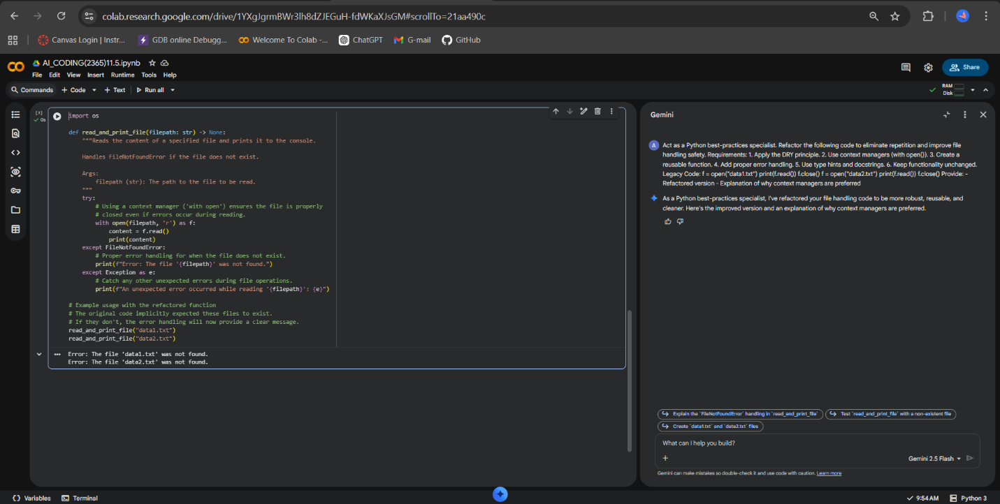 colab.research.google.com/drive/1YXgJgrmBWr3lh8dZJEGuH-fdWKaXJsGM#scrollTo=21aa490c
Canvas Login | Instr...
GDB online Debugg...
Welcome To Colab -...
ChatGPT
G-mail
GitHub
AI_CODING(2365)11.5.ipynb
File Edit View Insert Runtime Tools Help
Share
Commands + Code + Text Run all
RAM
Disk
[3]
0s
import os
def read_and_print_file(filepath: str) -> None:
"""Reads the content of a specified file and prints it to the console.
Handles FileNotFoundError if the file does not exist.
Args:
filepath (str): The path to the file to be read.
"""
try:
# Using a context manager ('with open') ensures the file is properly
# closed even if errors occur during reading.
with open(filepath, 'r') as f:
content = f.read()
print(content)
except FileNotFoundError:
# Proper error handling for when the file does not exist.
print(f"Error: The file '{filepath}' was not found.")
except Exception as e:
# Catch any other unexpected errors during file operations.
print(f"An unexpected error occurred while reading '{filepath}': {e}")
# Example usage with the refactored function
# The original code implicitly expected these files to exist.
# If they don't, the error handling will now provide a clear message.
read_and_print_file("data1.txt")
read_and_print_file("data2.txt")
Error: The file 'data1.txt' was not found.
Error: The file 'data2.txt' was not found.
Gemini
A
Act as a Python best-practices specialist. Refactor the following code to eliminate repetition and improve file
handling safety. Requirements: 1. Apply the DRY principle. 2. Use context managers (with open()). 3. Create a
reusable function. 4. Add proper error handling. 5. Use type hints and docstrings. 6. Keep functionality unchanged.
Legacy Code: f = open("data1.txt") print(f.read()) f.close() f = open("data2.txt") print(f.read()) f.close() Provide: -
Refactored version - Explanation of why context managers are preferred
As a Python best-practices specialist, I've refactored your file handling code to be more robust, reusable, and
cleaner. Here's the improved version and an explanation of why context managers are preferred.
Explain the `FileNotFoundError` handling in `read_and_print_file`
Test `read_and_print_file` with a non-existent file
Create `data1.txt` and `data2.txt` files
What can I help you build?
+
Gemini 2.5 Flash
Gemini can make mistakes so double-check it and use code with caution. Learn more
Variables
Terminal
9:54 AM
Python 3